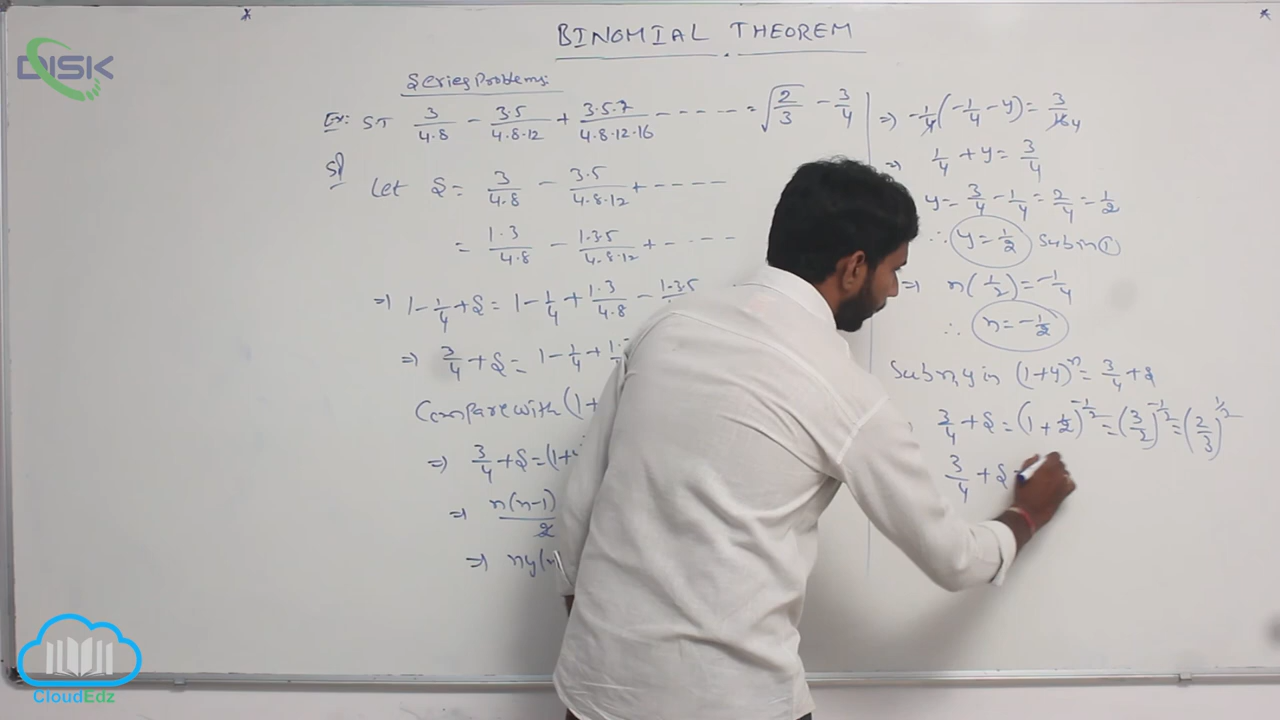 DISK
BINOMIAL THEOREM
Series Problems:
Ex: ST 3/4·8 − 3·5/4·8·12 + 3·5·7/4·8·12·16 - - - - - = √(2/3) − 3/4
Sol Let S = 3/4·8 − 3·5/4·8·12 + - - - -
= 1·3/4·8 − 1·3·5/4·8·12 + - - - -
⇒ 1 − 1/4 + S = 1 − 1/4 + 1·3/4·8 − 1·3·5
⇒ 3/4 + S = 1 − 1/4 +
Compare with (1+
⇒ 3/4 + S = (1+
⇒ n(n−1)/2
⇒ ny(
⇒ −1/4(−1/4 − y) = 3/16 4
⇒ 1/4 + y = 3/4
y = 3/4 − 1/4 = 2/4 = 1/2
∴ y = 1/2 Sub in ①
⇒ n(1/2) = −1/4
∴ n = −1/2
Sub n,y in (1+y)^n = 3/4 + S
3/4 + S = (1 + 1/2)^−1/2 = (3/2)^−1/2 = (2/3)^1/2
3/4 + S =
CloudEdz